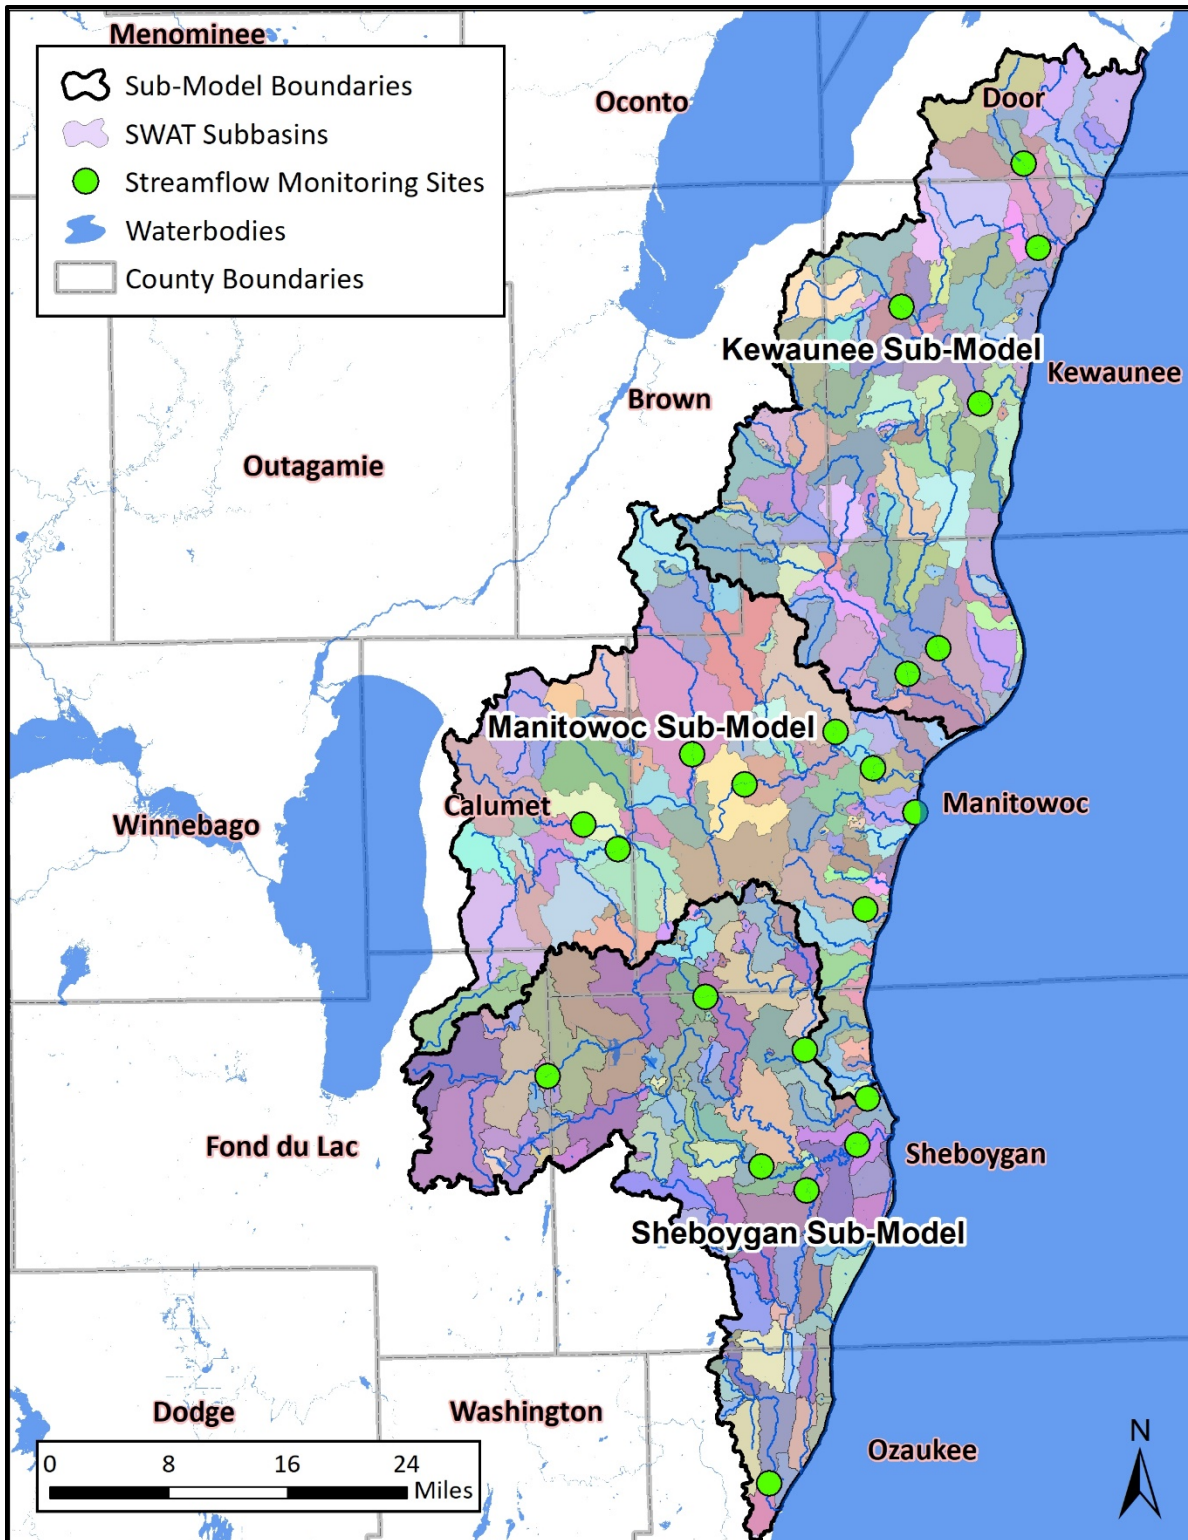 Menominee
Sub-Model Boundaries
SWAT Subbasins
Streamflow Monitoring Sites
Waterbodies
County Boundaries
Oconto
Door
Kewaunee Sub-Model
Kewaunee
Brown
Outagamie
Manitowoc Sub-Model
Calumet
Manitowoc
Winnebago
Fond du Lac
Sheboygan
Sheboygan Sub-Model
Dodge
Washington
Ozaukee
N
0 8 16 24
Miles